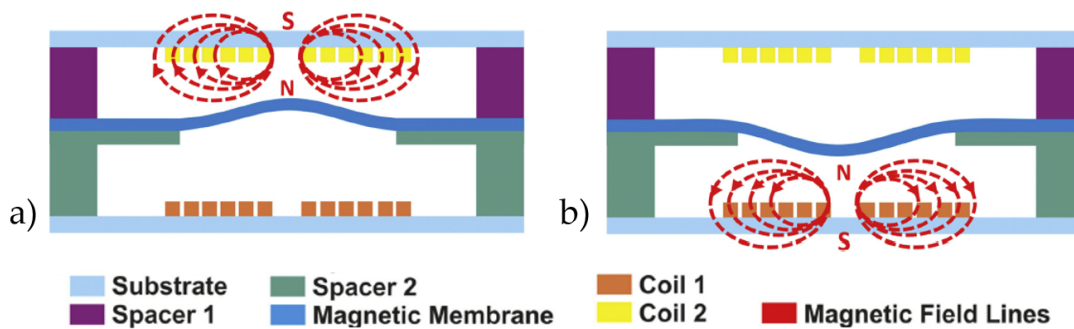 S
N
a)
N
S
b)
Substrate
Spacer 1
Spacer 2
Magnetic Membrane
Coil 1
Coil 2
Magnetic Field Lines